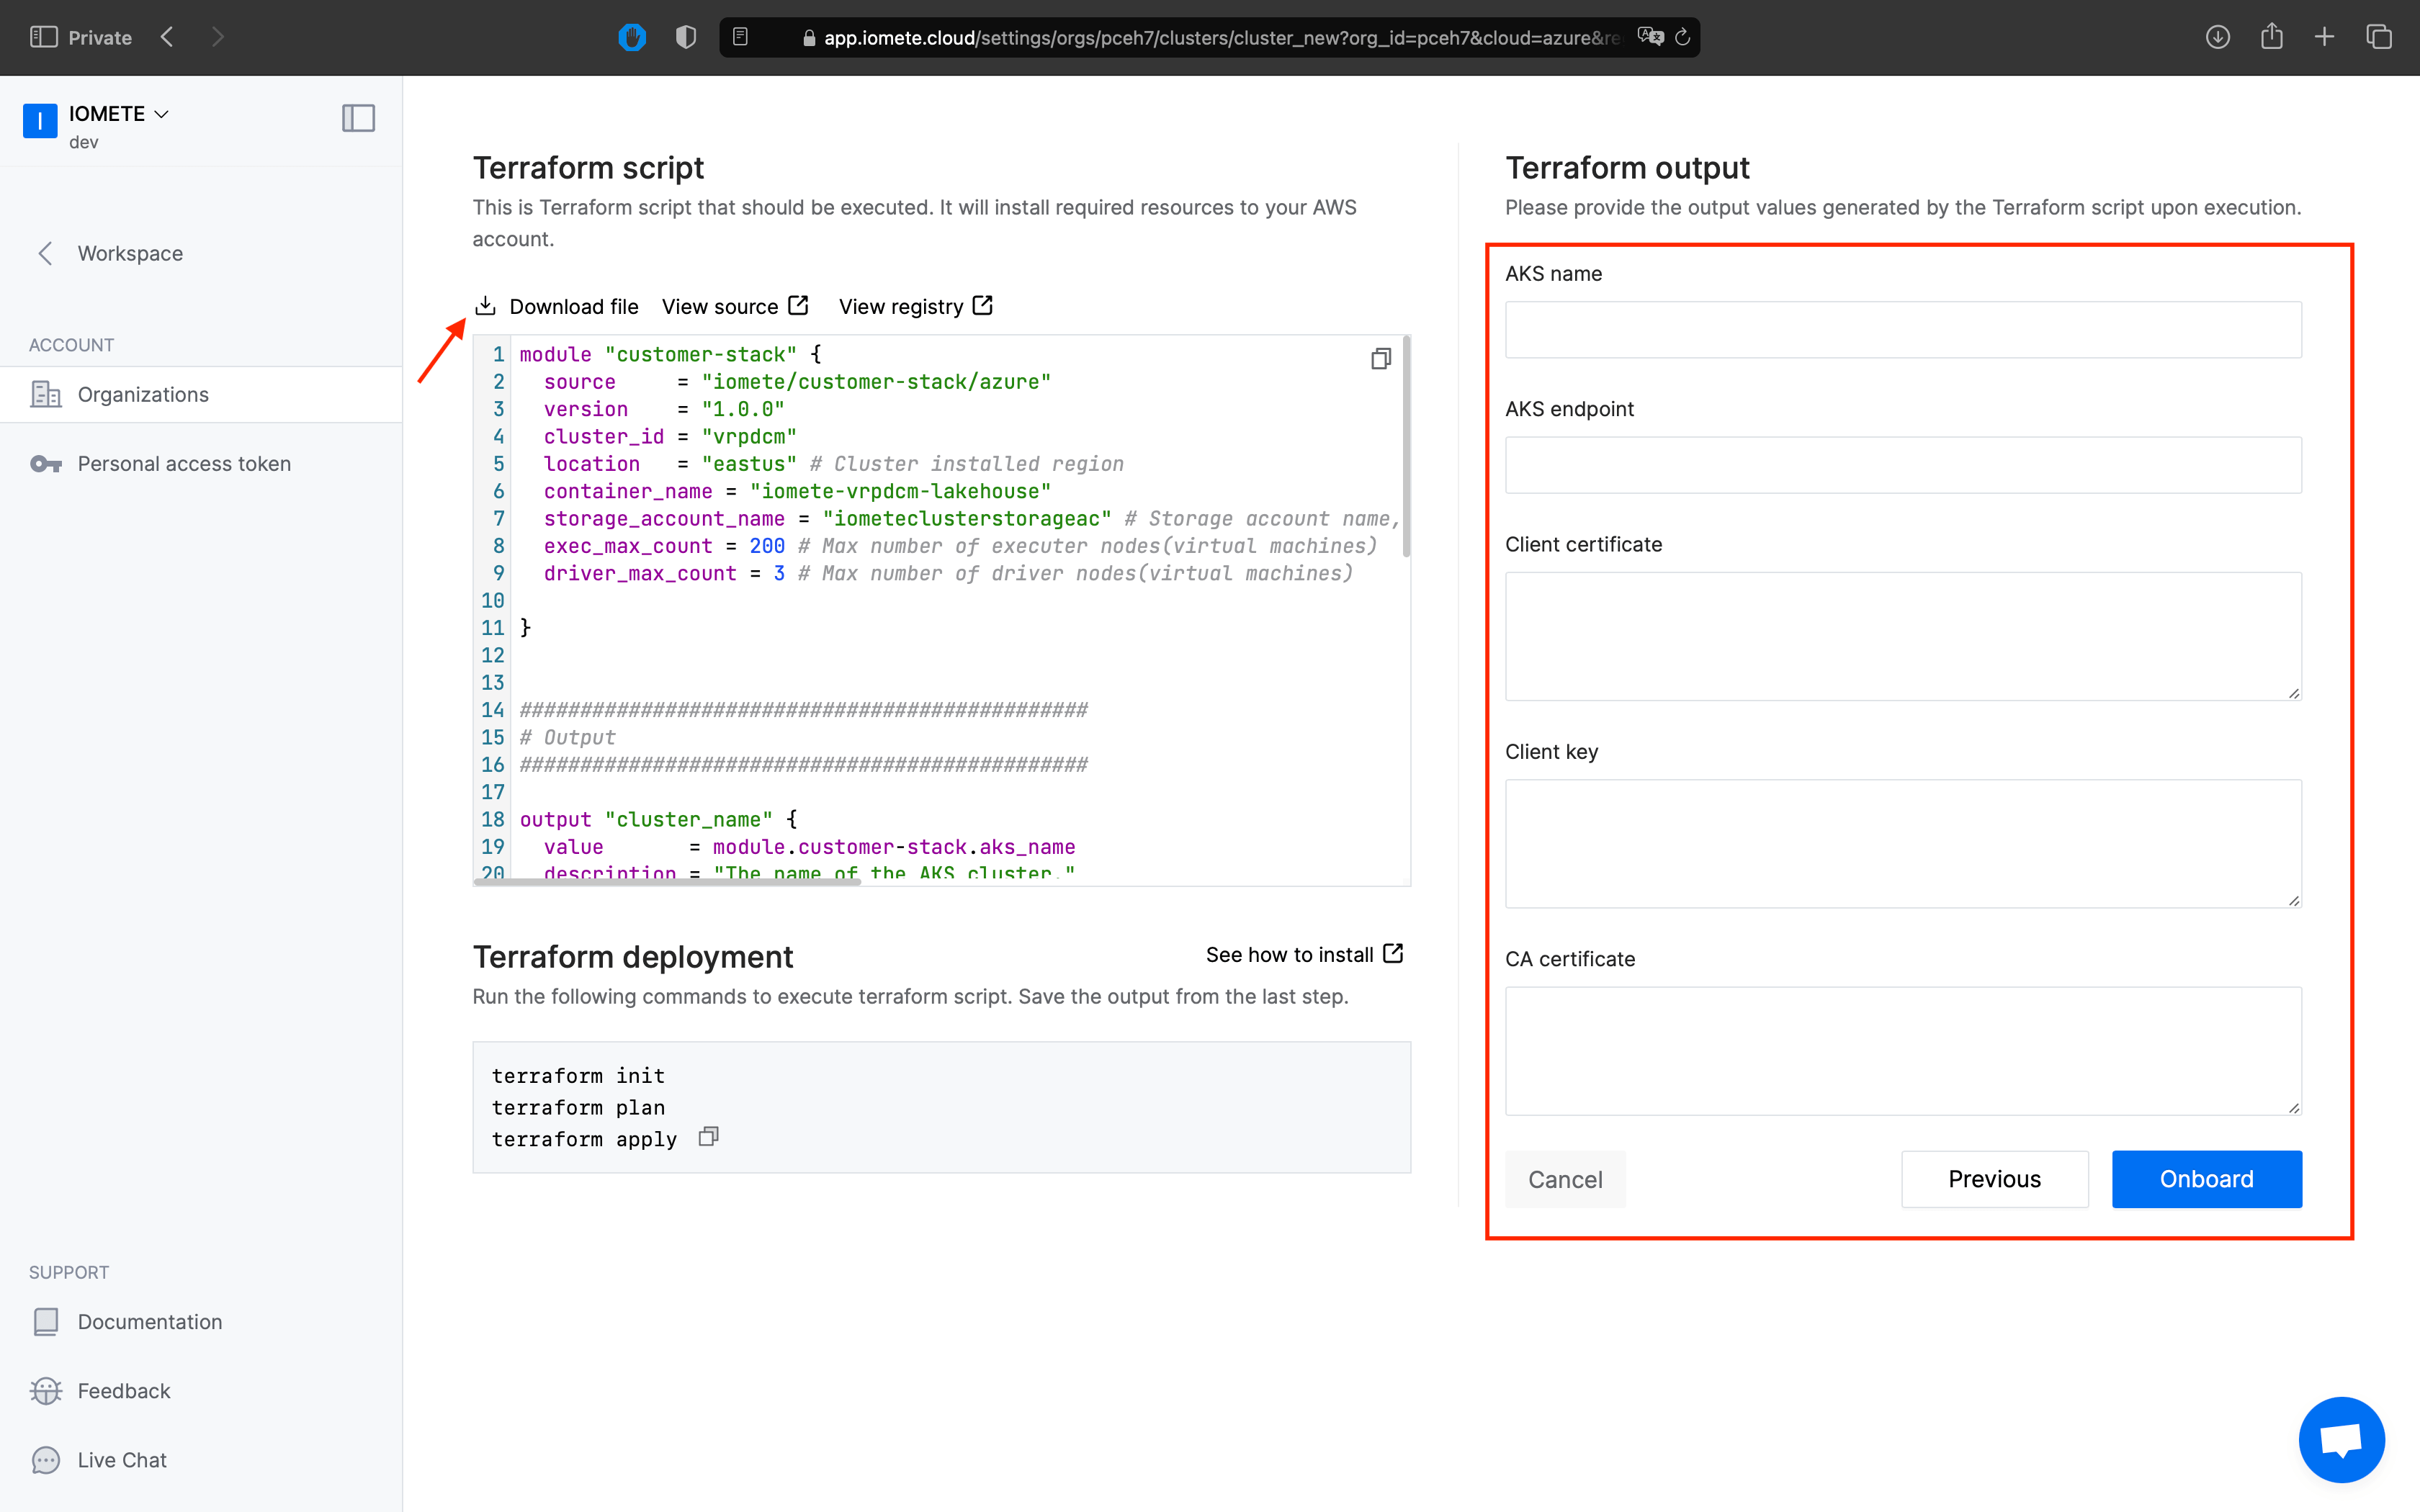 Private
app.iomete.cloud/settings/orgs/pceh7/clusters/cluster_new?org_id=pceh7&cloud=azure&re
I
IOMETE
dev
Workspace
ACCOUNT
Organizations
Personal access token
SUPPORT
Documentation
Feedback
Live Chat
Terraform script
This is Terraform script that should be executed. It will install required resources to your AWS
account.
Download file View source View registry
1 module "customer-stack" {
2 source = "iomete/customer-stack/azure"
3 version = "1.0.0"
4 cluster_id = "vrpdcm"
5 location = "eastus" # Cluster installed region
6 container_name = "iomete-vrpdcm-lakehouse"
7 storage_account_name = "iometeclusterstorageac" # Storage account name,
8 exec_max_count = 200 # Max number of executer nodes(virtual machines)
9 driver_max_count = 3 # Max number of driver nodes(virtual machines)
10
11 }
12
13
14 ###############################################
15 # Output
16 ###############################################
17
18 output "cluster_name" {
19 value = module.customer-stack.aks_name
20 description = "The name of the AKS cluster."
Terraform deployment
See how to install
Run the following commands to execute terraform script. Save the output from the last step.
terraform init
terraform plan
terraform apply
Terraform output
Please provide the output values generated by the Terraform script upon execution.
AKS name
AKS endpoint
Client certificate
Client key
CA certificate
Cancel
Previous
Onboard